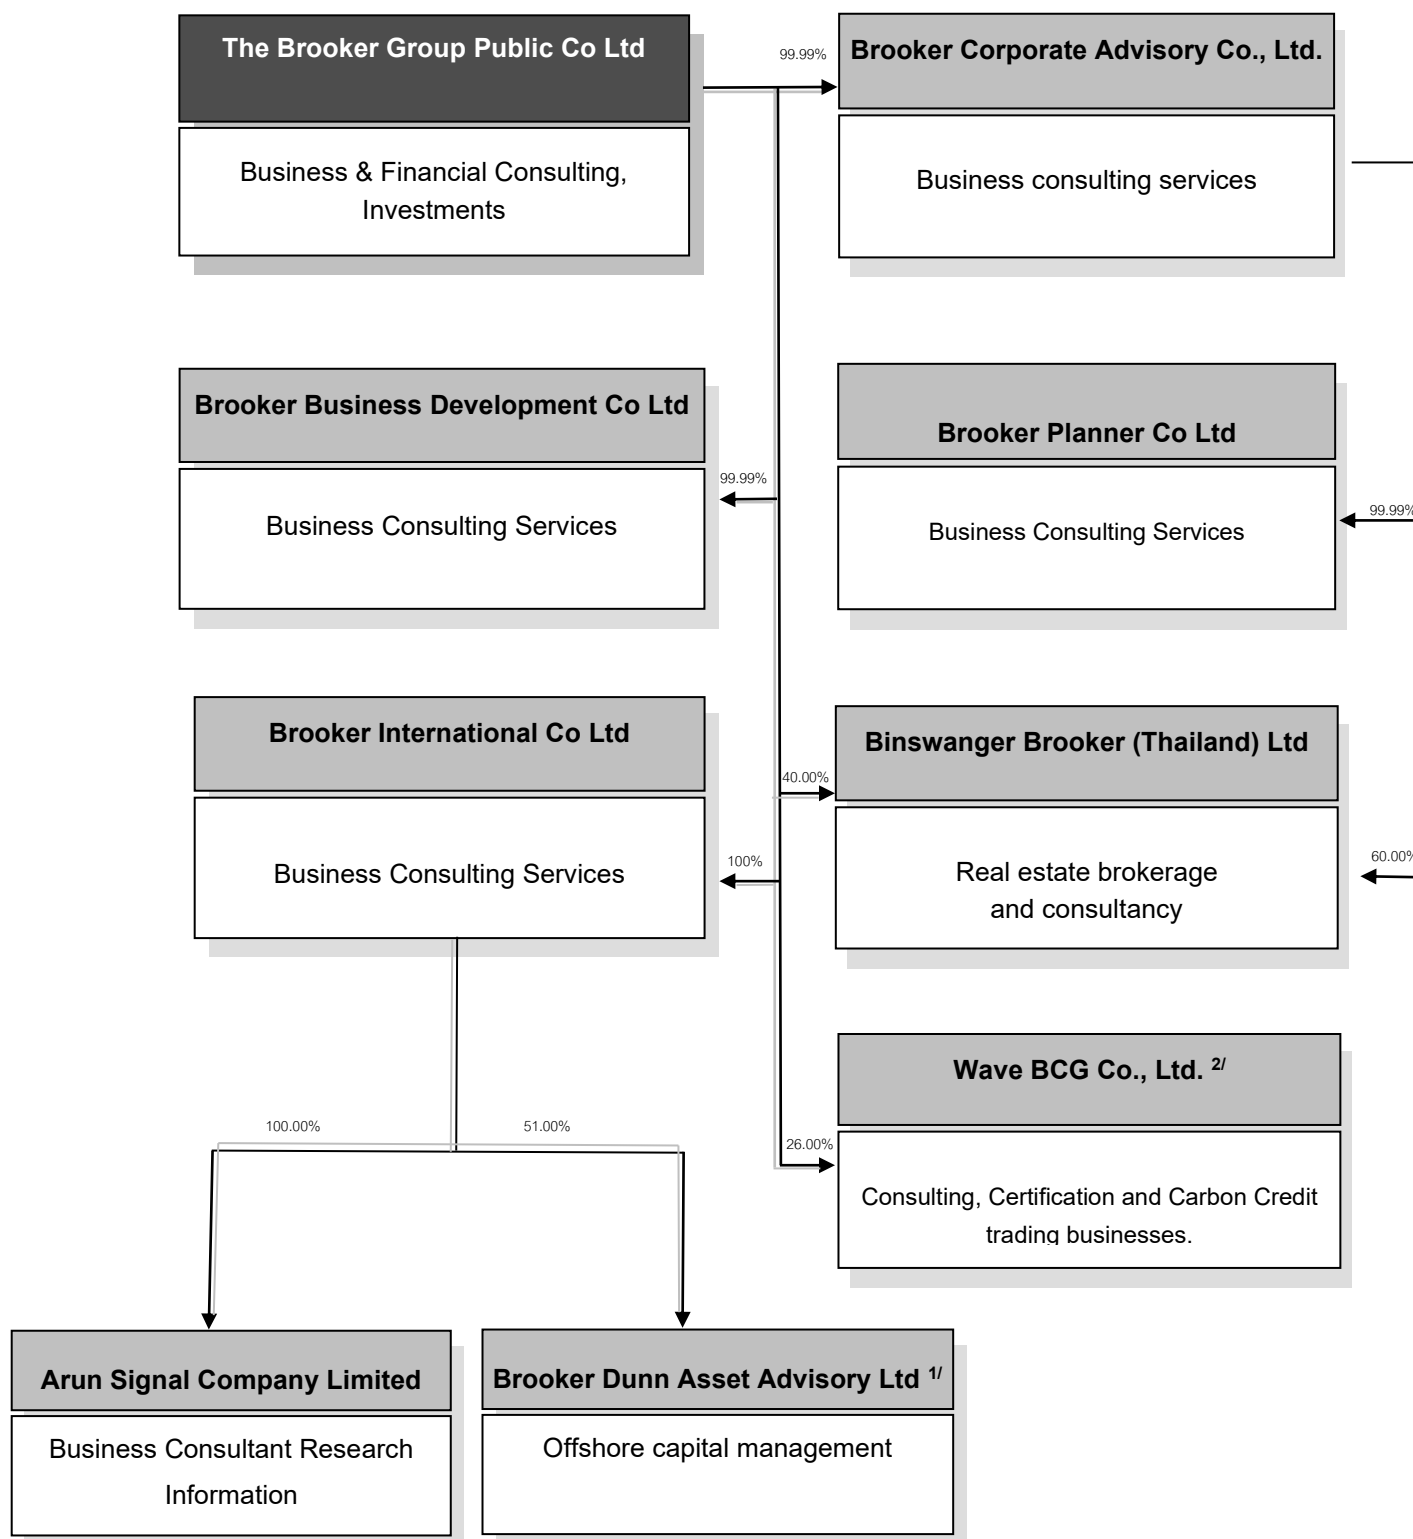 The Brooker Group Public Co Ltd
Business & Financial Consulting,
Investments
99.99%
Brooker Corporate Advisory Co., Ltd.
Business consulting services
Brooker Business Development Co Ltd
Business Consulting Services
99.99%
Brooker Planner Co Ltd
Business Consulting Services
99.99%
Brooker International Co Ltd
Business Consulting Services
100%
40.00%
Binswanger Brooker (Thailand) Ltd
Real estate brokerage
and consultancy
60.00%
Wave BCG Co., Ltd. 2/
Consulting, Certification and Carbon Credit
trading businesses.
26.00%
100.00%
51.00%
Arun Signal Company Limited
Business Consultant Research
Information
Brooker Dunn Asset Advisory Ltd 1/
Offshore capital management